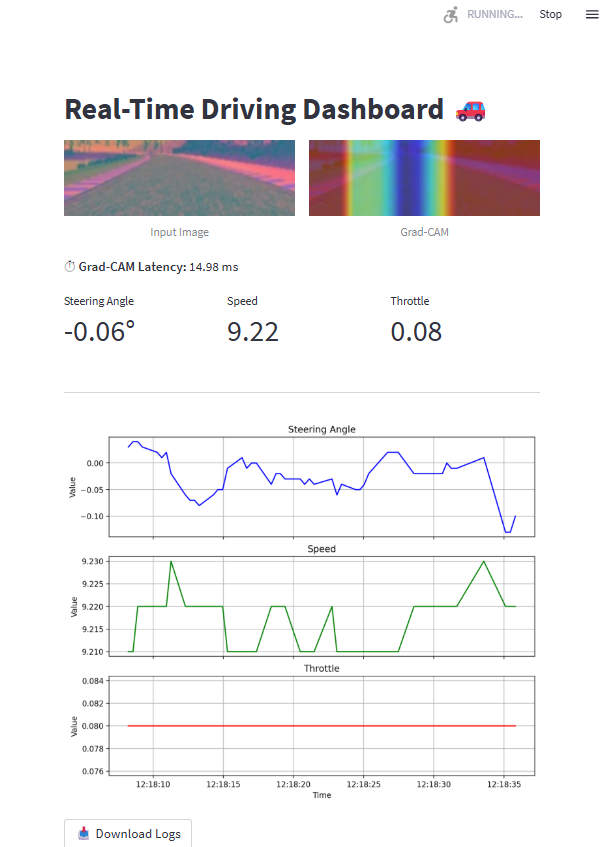 RUNNING... Stop
Real-Time Driving Dashboard
Input Image Grad-CAM
Grad-CAM Latency: 14.98 ms
Steering Angle Speed Throttle
-0.06° 9.22 0.08
Steering Angle
0.00
−0.05
−0.10
Value
Speed
9.230
9.225
9.220
9.215
9.210
Value
Throttle
0.084
0.082
0.080
0.078
0.076
Value
12:18:10 12:18:15 12:18:20 12:18:25 12:18:30 12:18:35
Time
Download Logs